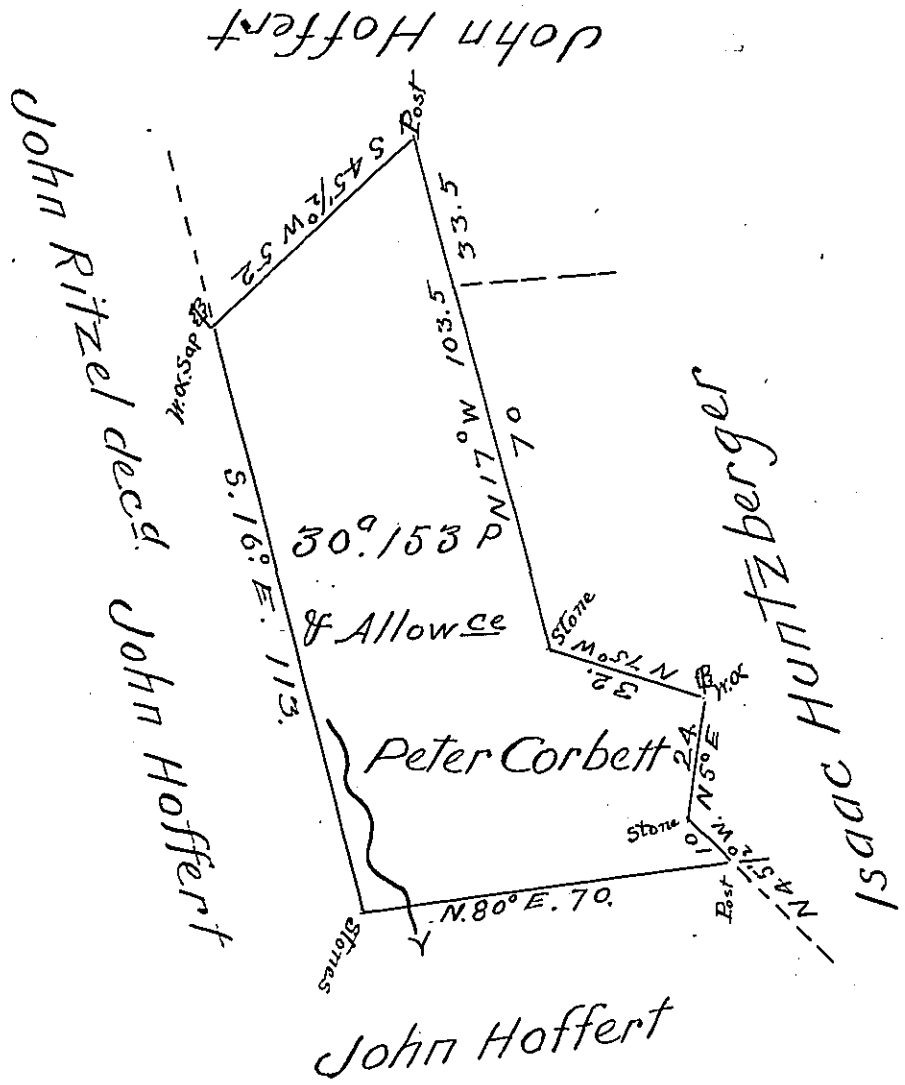 John Hoffert
Post
S 45½° W 52
33.5
103.5
N 17° W
70
W.O. Sap
John Ritzel dec.d
S. 16° E. 113.
30a. 153 P
& Allowce
Stone
N 75° W
32.
W.O.
Isaac Huntzberger
Peter Corbett
24
N 5° E
Stone
10
N 45½° W.
Post
John Hoffert
N. 80° E. 70.
Stones
John Hoffert